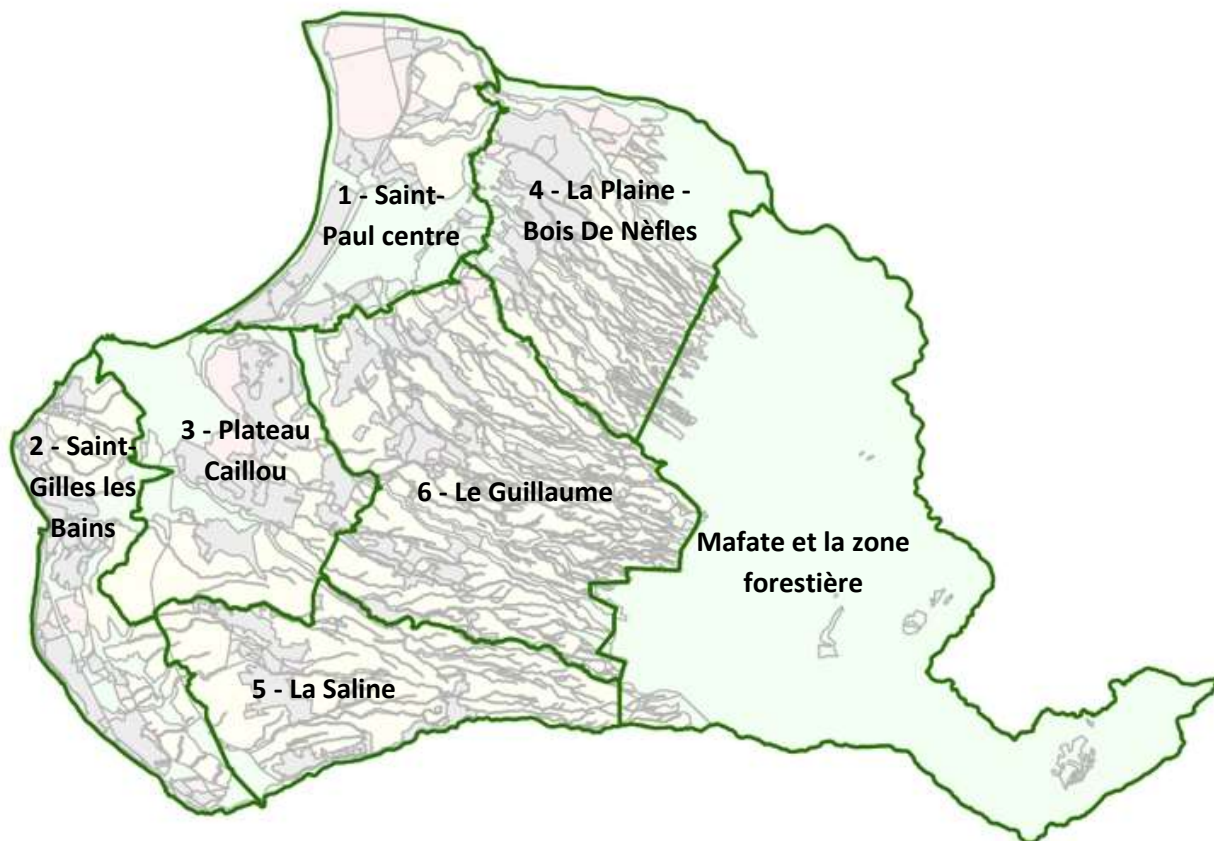 1 - Saint-
Paul centre
4 - La Plaine -
Bois De Nèfles
2 - Saint-
Gilles les
Bains
3 - Plateau
Caillou
6 - Le Guillaume
Mafate et la zone
forestière
5 - La Saline